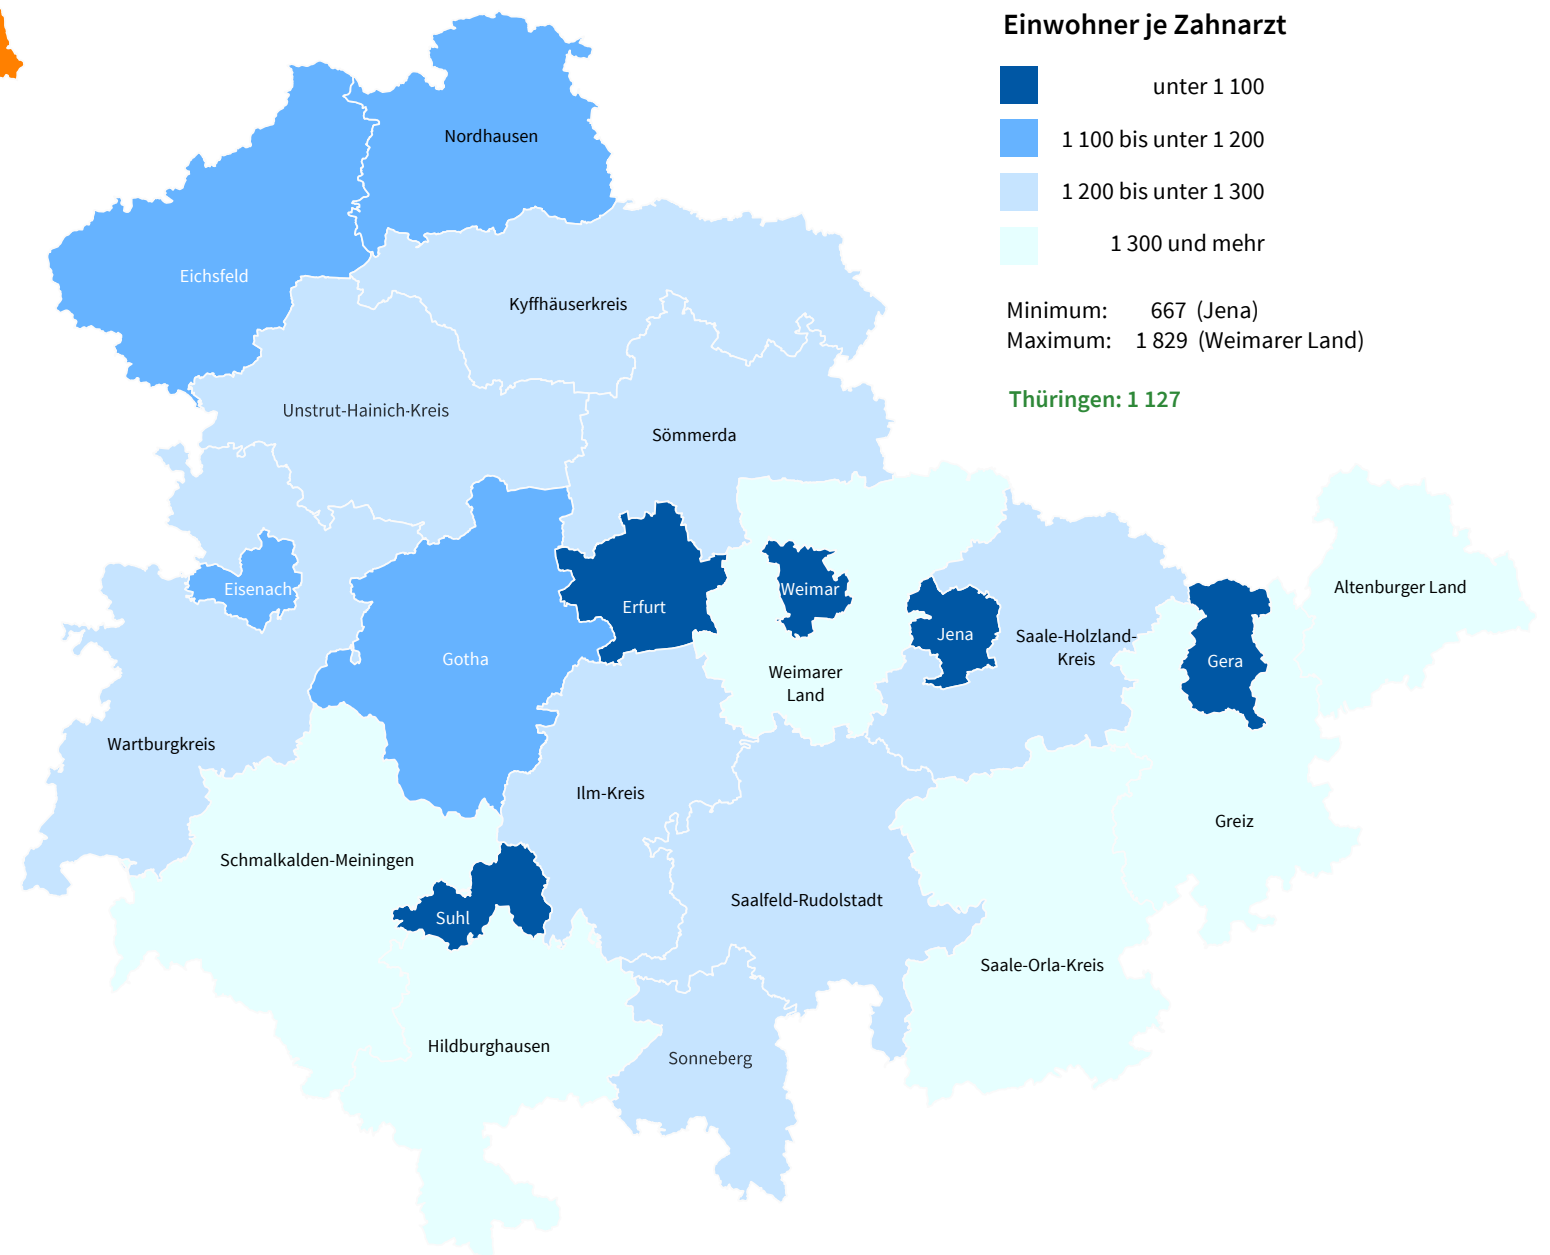 Einwohner je Zahnarzt
unter 1 100
1 100 bis unter 1 200
1 200 bis unter 1 300
1 300 und mehr
Minimum: 667 (Jena)
Maximum: 1 829 (Weimarer Land)
Thüringen: 1 127
Nordhausen
Eichsfeld
Kyffhäuserkreis
Unstrut-Hainich-Kreis
Sömmerda
Eisenach
Erfurt
Weimar
Altenburger Land
Gotha
Jena
Saale-Holzland-
Kreis
Gera
Weimarer
Land
Wartburgkreis
Ilm-Kreis
Greiz
Schmalkalden-Meiningen
Suhl
Saalfeld-Rudolstadt
Saale-Orla-Kreis
Hildburghausen
Sonneberg